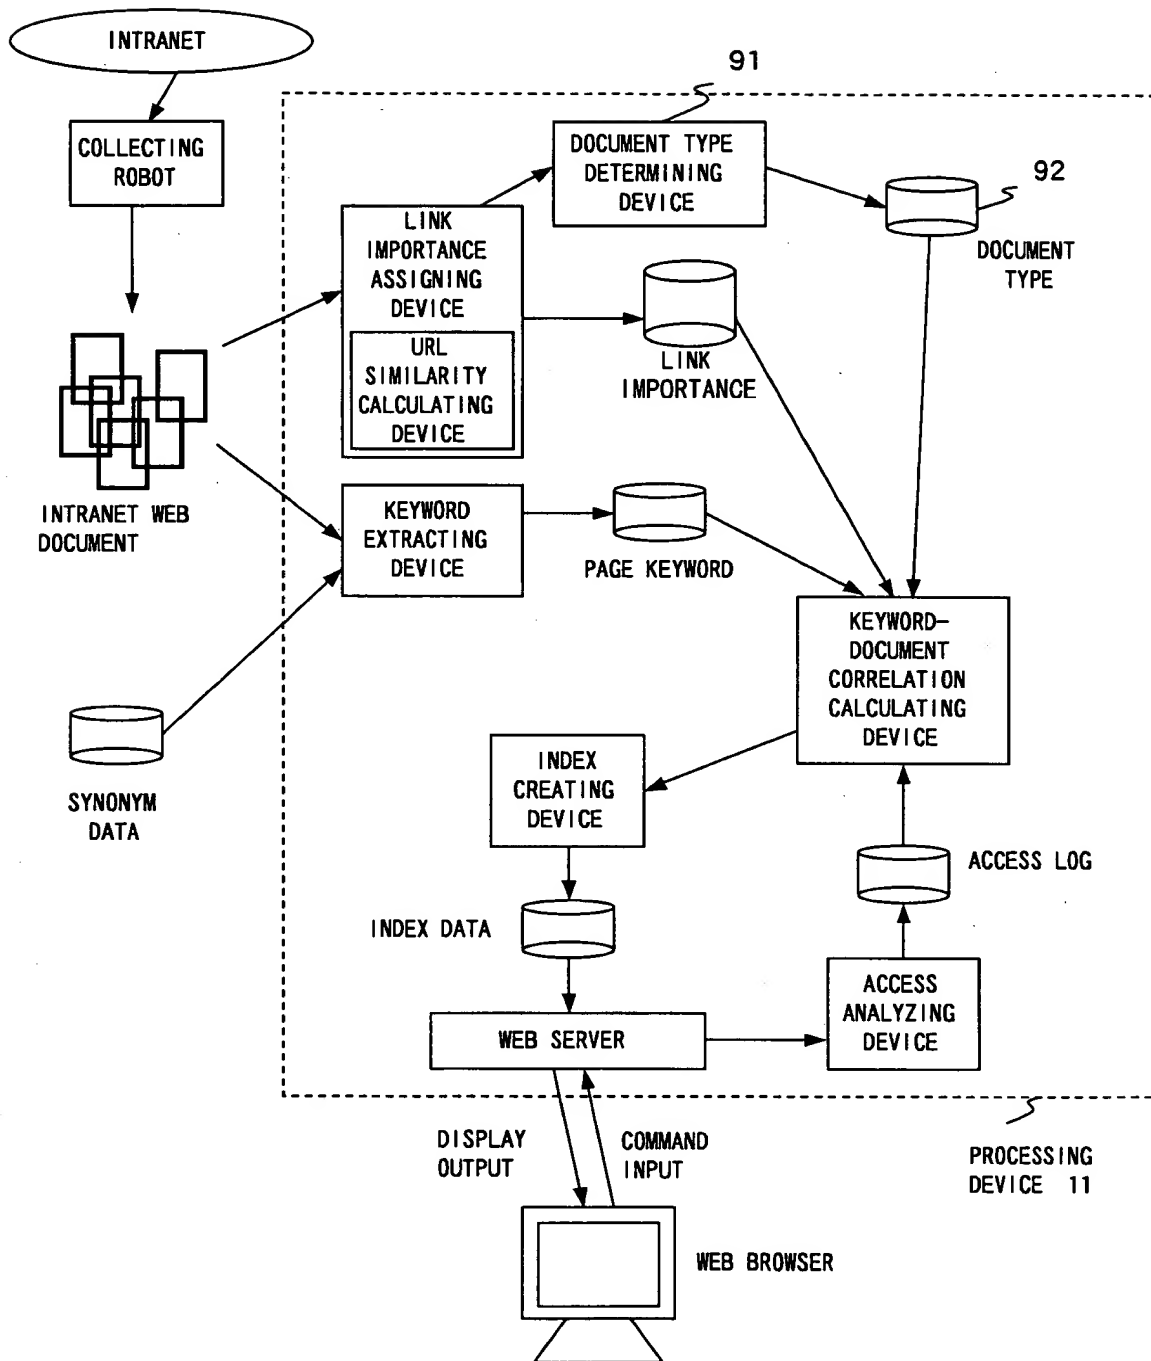 INTRANET
91
COLLECTING
ROBOT
DOCUMENT TYPE
DETERMINING
DEVICE
92
DOCUMENT
TYPE
LINK
IMPORTANCE
ASSIGNING
DEVICE
URL
SIMILARITY
CALCULATING
DEVICE
LINK
IMPORTANCE
INTRANET WEB
DOCUMENT
KEYWORD
EXTRACTING
DEVICE
PAGE KEYWORD
KEYWORD-
DOCUMENT
CORRELATION
CALCULATING
DEVICE
SYNONYM
DATA
INDEX
CREATING
DEVICE
ACCESS LOG
INDEX DATA
ACCESS
ANALYZING
DEVICE
WEB SERVER
DISPLAY
OUTPUT
COMMAND
INPUT
PROCESSING
DEVICE 11
WEB BROWSER